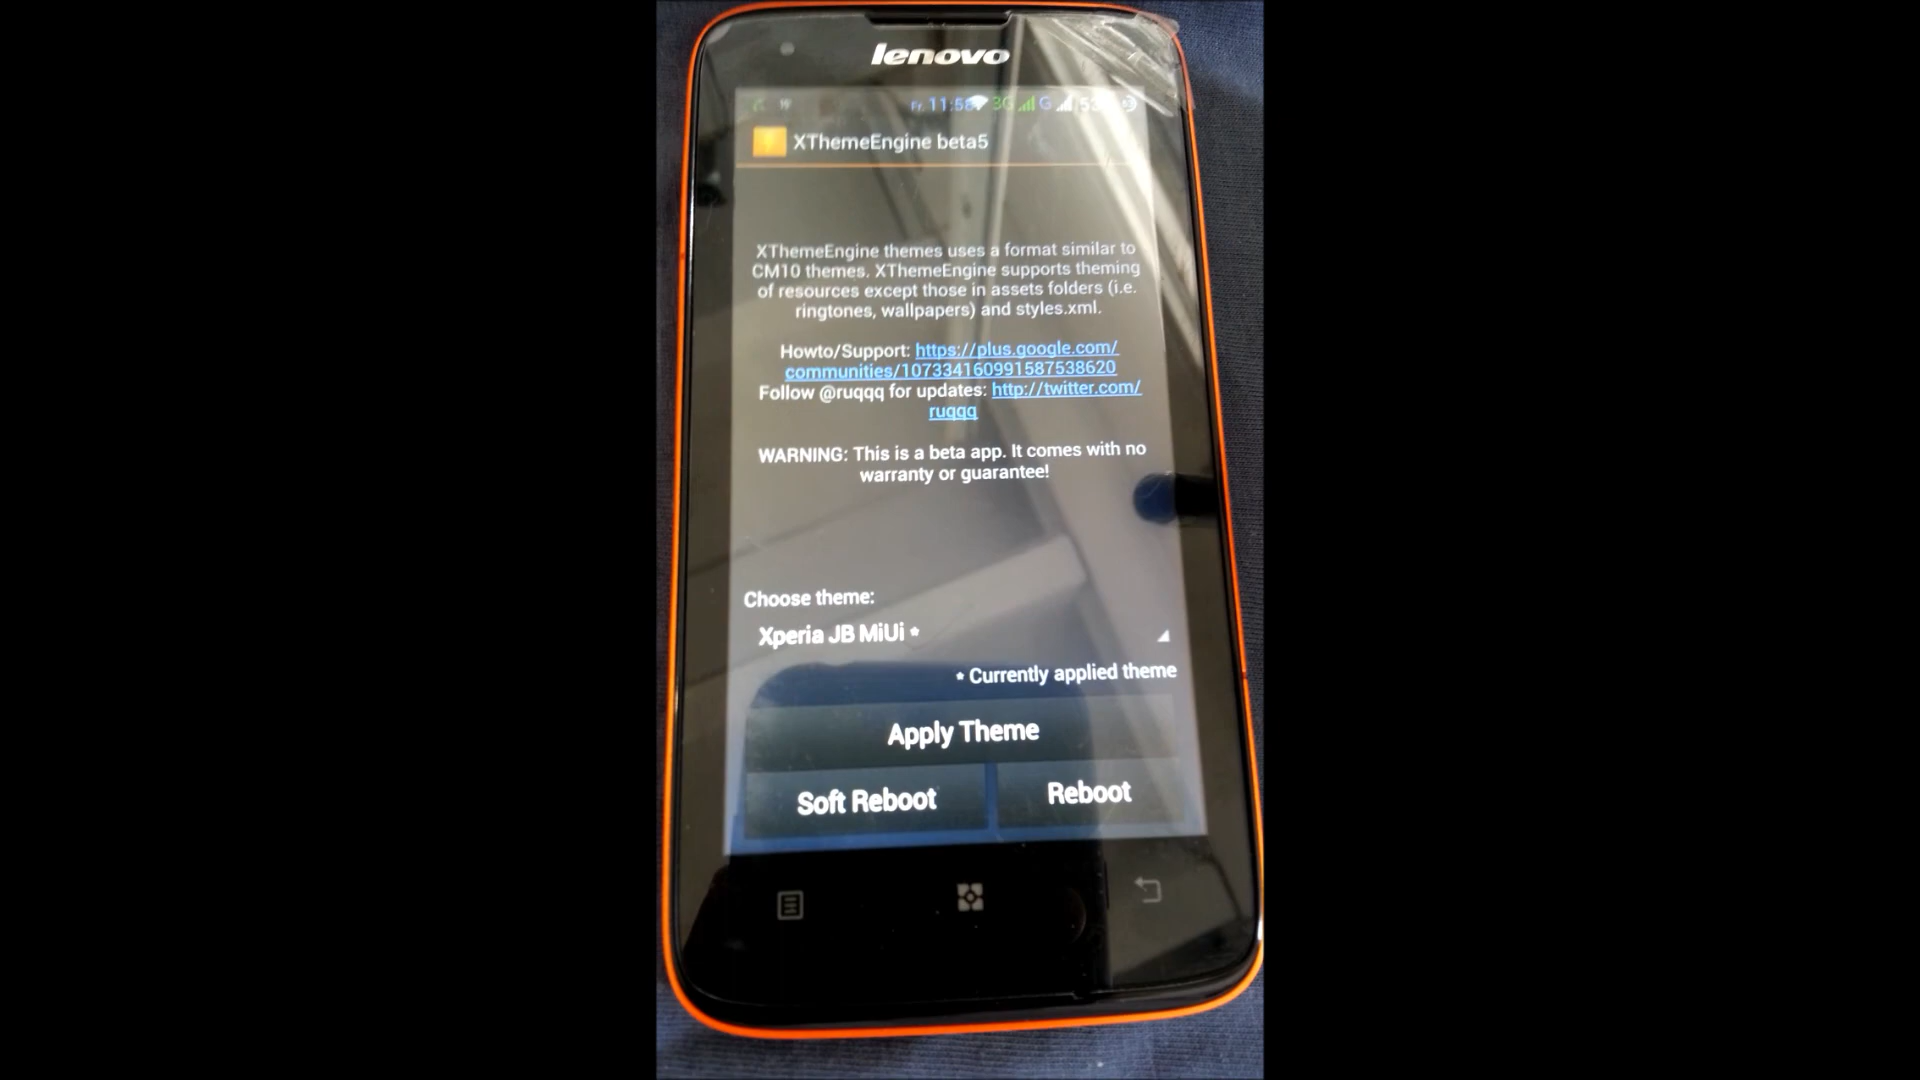 lenovo
Fr. 11:58 3G G
XThemeEngine beta5
XThemeEngine themes uses a format similar to
CM10 themes. XThemeEngine supports theming
of resources except those in assets folders (i.e.
ringtones, wallpapers) and styles.xml.
Howto/Support: https://plus.google.com/
communities/107334160991587538620
Follow @ruqqq for updates: http://twitter.com/
ruqqq
WARNING: This is a beta app. It comes with no
warranty or guarantee!
Choose theme:
Xperia JB MiUi *
* Currently applied theme
Apply Theme
Soft Reboot
Reboot